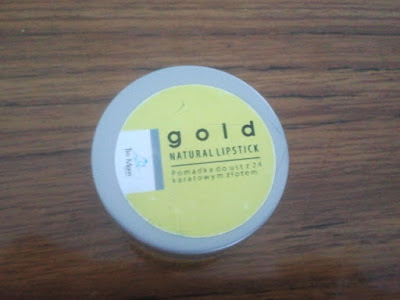 gold
NATURAL LIPSTICK
Pomadka do ust z 24
karatowym złotem